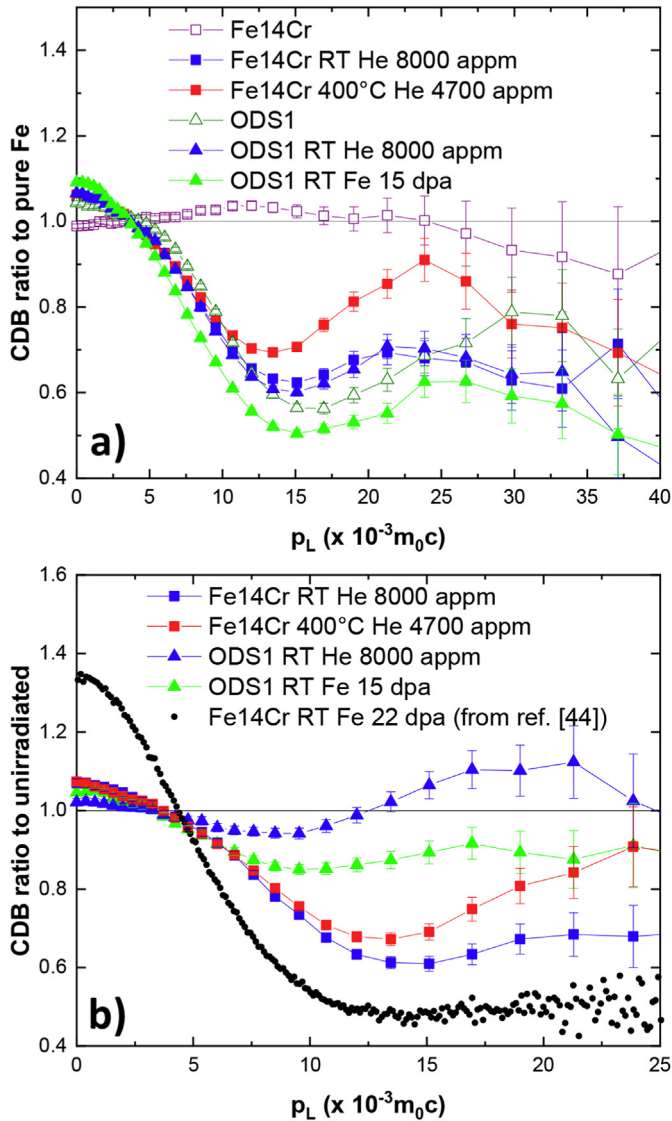 Fe14Cr
Fe14Cr RT He 8000 appm
Fe14Cr 400°C He 4700 appm
ODS1
ODS1 RT He 8000 appm
ODS1 RT Fe 15 dpa
CDB ratio to pure Fe
1.4
1.2
1.0
0.8
0.6
0.4
a)
0 5 10 15 20 25 30 35 40
pL (x 10-3m0c)
Fe14Cr RT He 8000 appm
Fe14Cr 400°C He 4700 appm
ODS1 RT He 8000 appm
ODS1 RT Fe 15 dpa
Fe14Cr RT Fe 22 dpa (from ref. [44])
CDB ratio to unirradiated
1.6
1.4
1.2
1.0
0.8
0.6
0.4
b)
0 5 10 15 20 25
pL (x 10-3m0c)